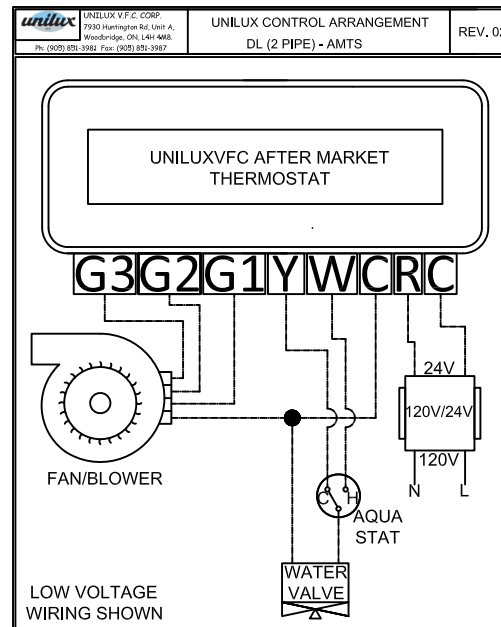 unilux
UNILUX V.F.C. CORP.
7930 Huntington Rd, Unit A,
Woodbridge, ON, L4H 4M8.
Ph: (905) 851-3981 Fax: (905) 851-3987
UNILUX CONTROL ARRANGEMENT
DL (2 PIPE) - AMTS
REV. 02
UNILUXVFC AFTER MARKET
THERMOSTAT
G3 G2 G1 Y W C R C
24V
120V/24V
120V
N L
FAN/BLOWER
C H
AQUA
STAT
WATER
VALVE
LOW VOLTAGE
WIRING SHOWN